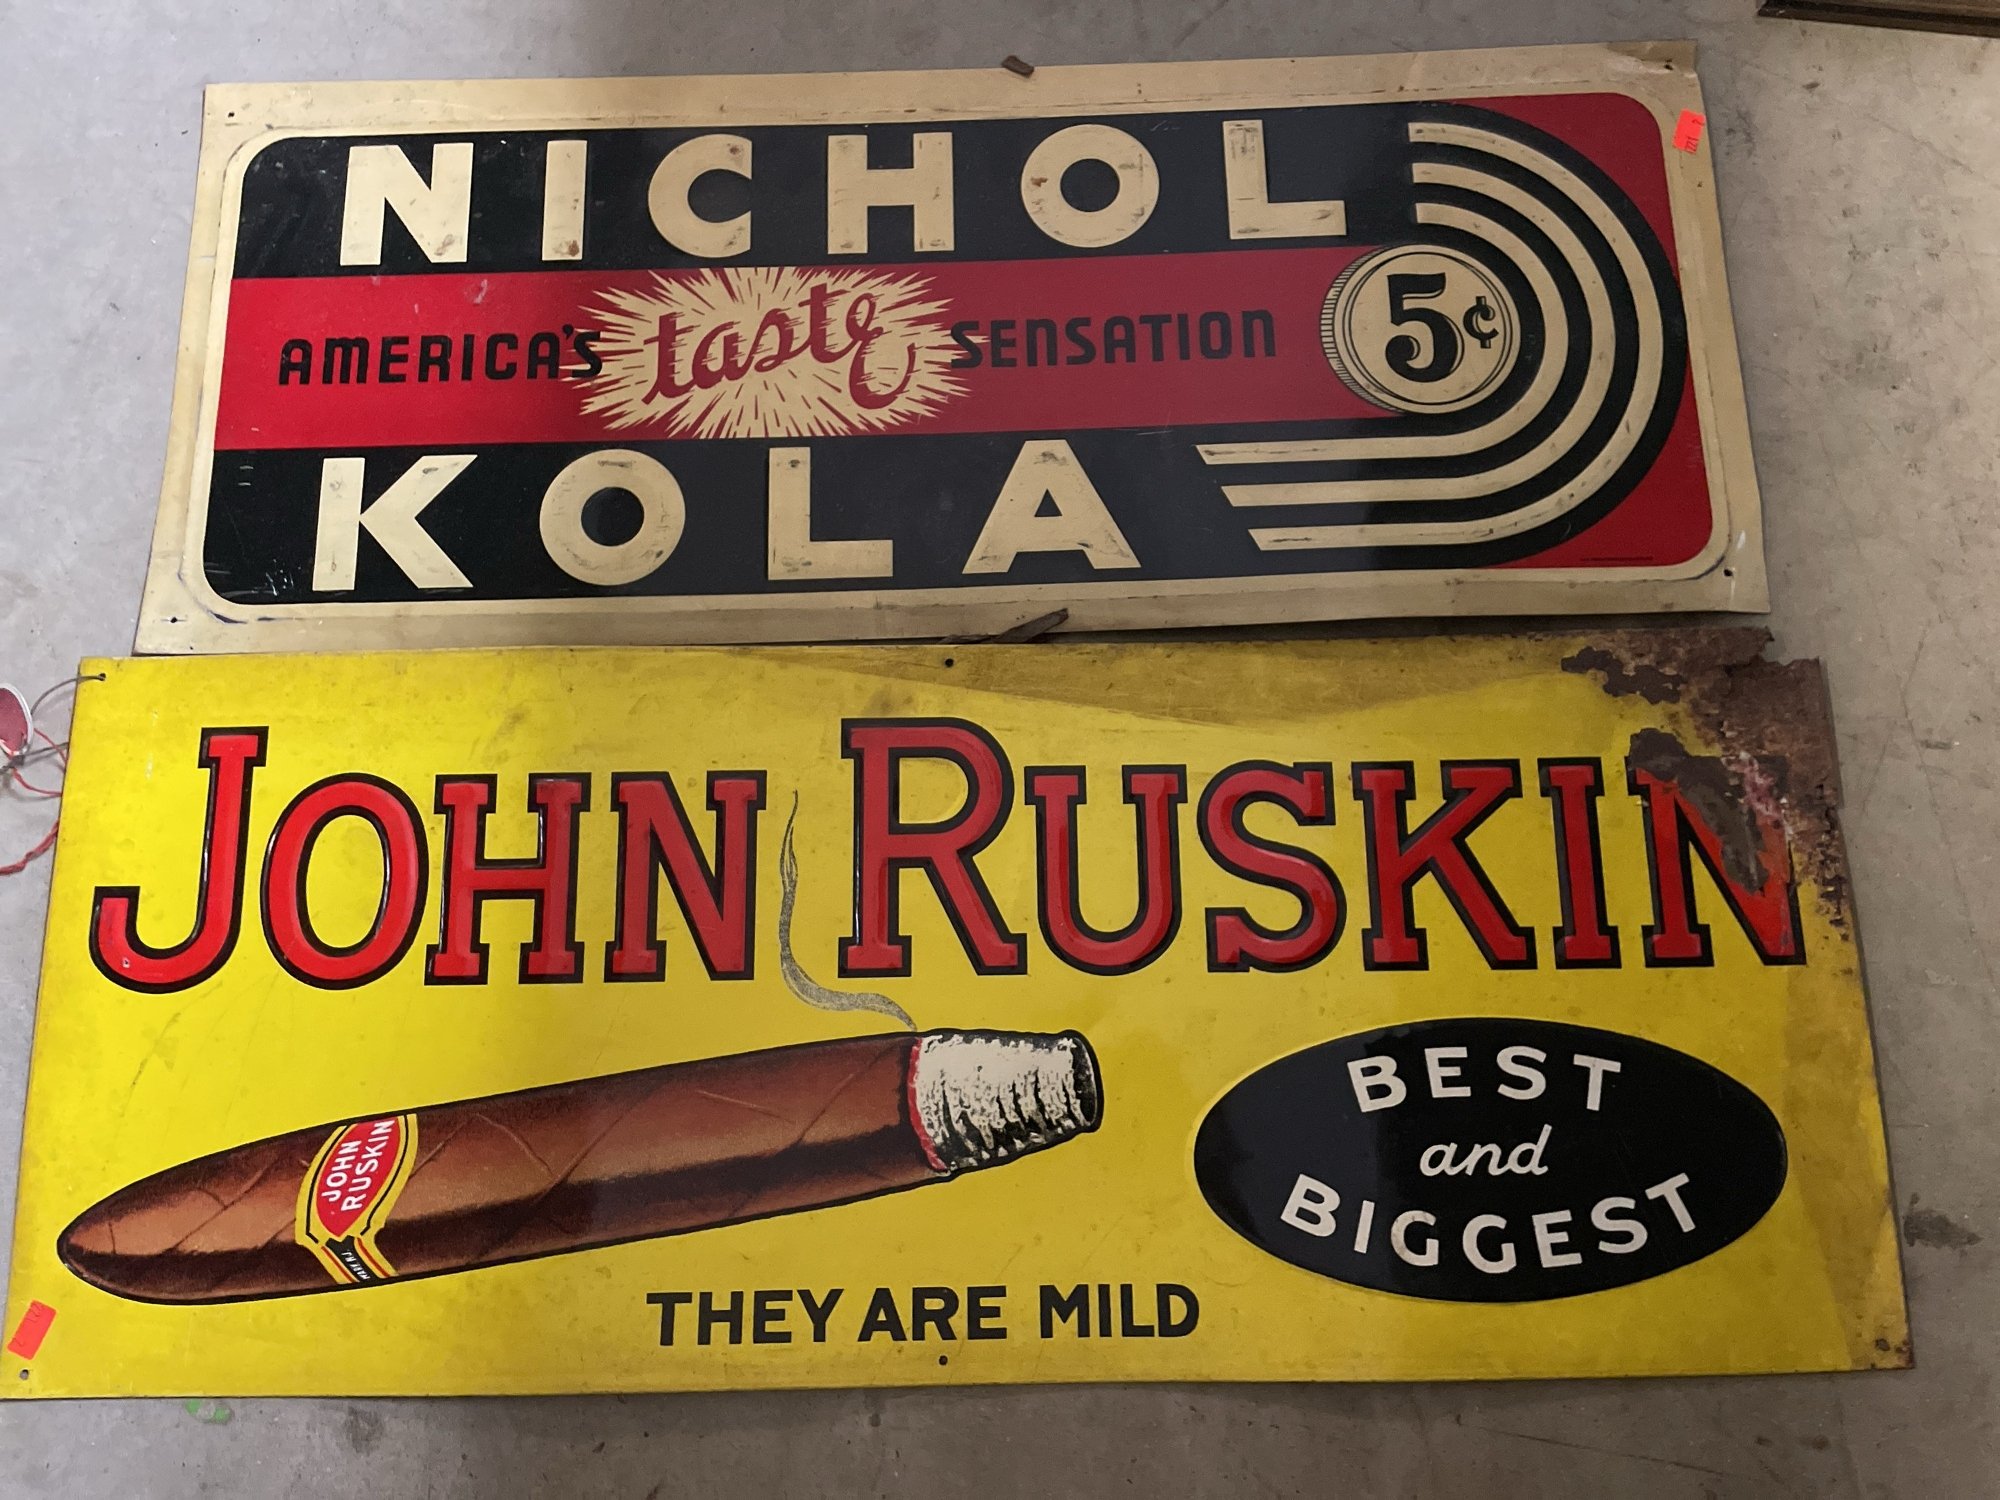 NICHOL
AMERICA'S taste SENSATION 5¢
KOLA
JOHN RUSKIN
JOHN
RUSKIN
BEST
and
BIGGEST
THEY ARE MILD